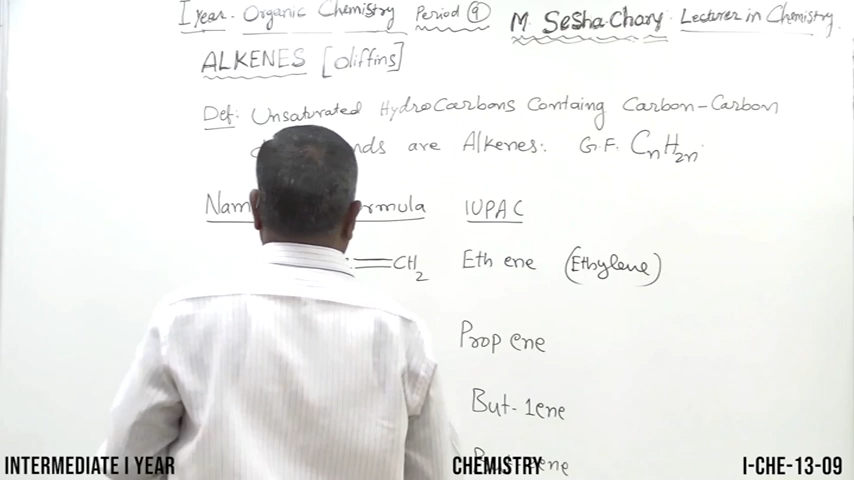 I year. Organic Chemistry Period 9 M. Sesha Chary Lecturer in Chemistry.
ALKENES [oliffins]
Def: Unsaturated HydroCarbons Containg Carbon-Carbon
are Alkenes. G.F. CnH2n.
IUPAC
=CH2 Eth ene (Ethylene)
Prop ene
But-1ene
INTERMEDIATE I YEAR CHEMISTRY I-CHE-13-09